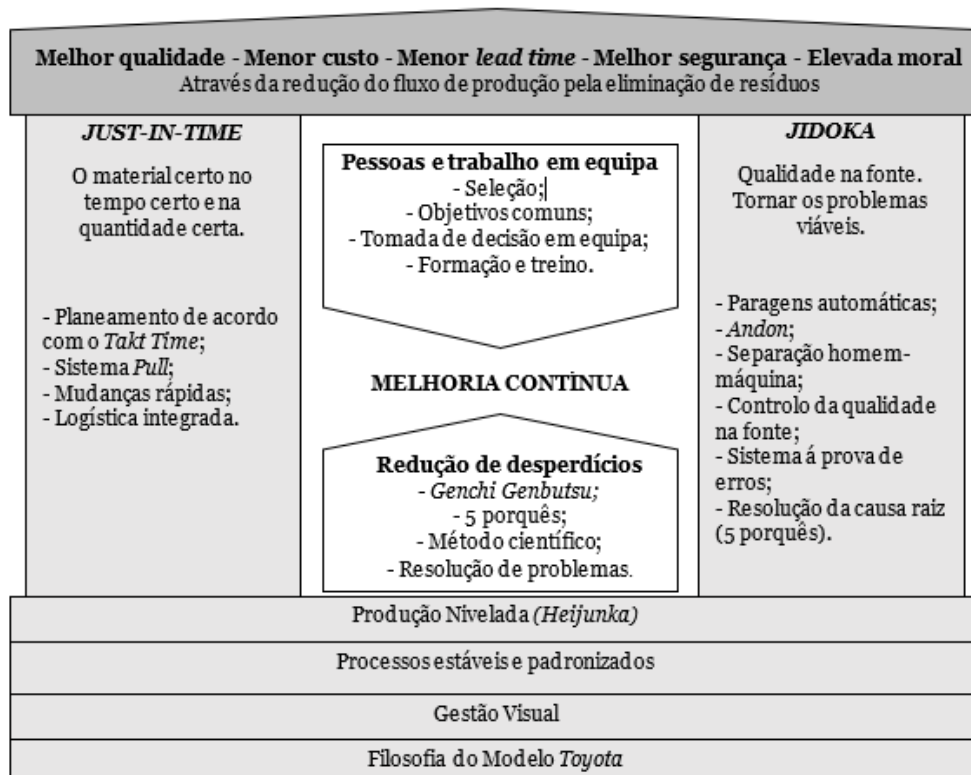 Melhor qualidade - Menor custo - Menor lead time - Melhor segurança - Elevada moral
Através da redução do fluxo de produção pela eliminação de resíduos
JUST-IN-TIME
O material certo no
tempo certo e na
quantidade certa.
- Planeamento de acordo
com o Takt Time;
- Sistema Pull;
- Mudanças rápidas;
- Logística integrada.
Pessoas e trabalho em equipa
- Seleção;
- Objetivos comuns;
- Tomada de decisão em equipa;
- Formação e treino.
MELHORIA CONTÍNUA
Redução de desperdícios
- Genchi Genbutsu;
- 5 porquês;
- Método científico;
- Resolução de problemas.
JIDOKA
Qualidade na fonte.
Tornar os problemas
viáveis.
- Paragens automáticas;
- Andon;
- Separação homem-
máquina;
- Controlo da qualidade
na fonte;
- Sistema á prova de
erros;
- Resolução da causa raiz
(5 porquês).
Produção Nivelada (Heijunka)
Processos estáveis e padronizados
Gestão Visual
Filosofia do Modelo Toyota